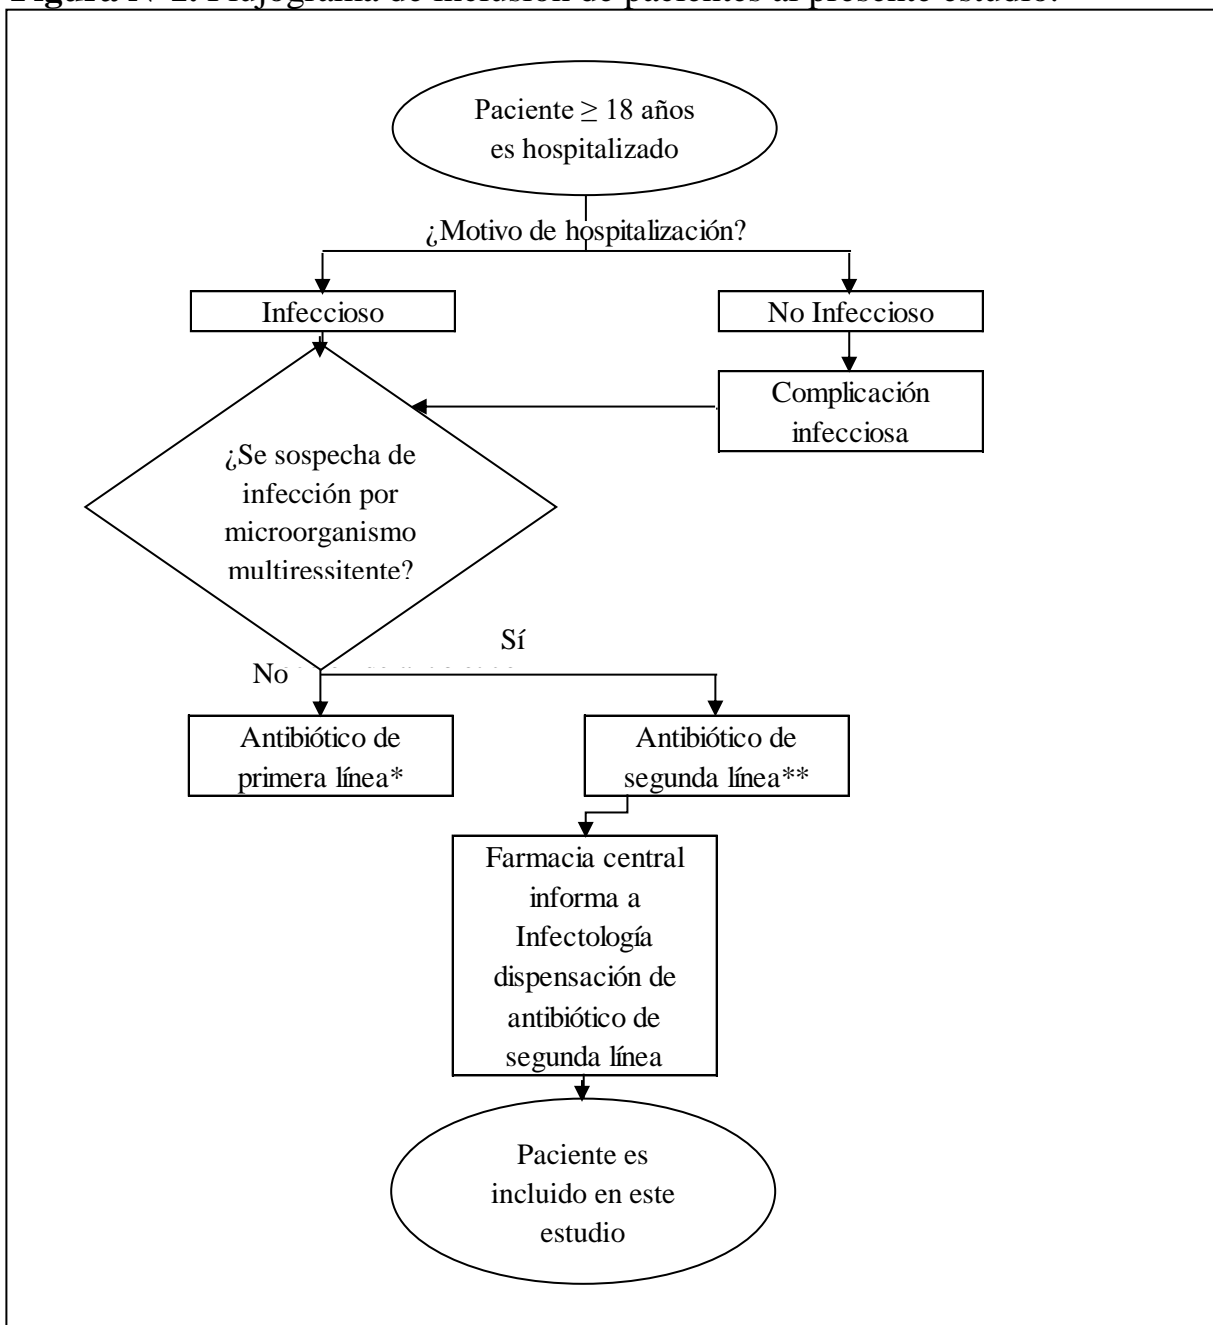 Paciente ≥ 18 años
es hospitalizado
¿Motivo de hospitalización?
Infeccioso
No Infeccioso
Complicación
infecciosa
¿Se sospecha de
infección por
microorganismo
multiressitente?
Sí
No
Antibiótico de
primera línea*
Antibiótico de
segunda línea**
Farmacia central
informa a
Infectología
dispensación de
antibiótico de
segunda línea
Paciente es
incluido en este
estudio